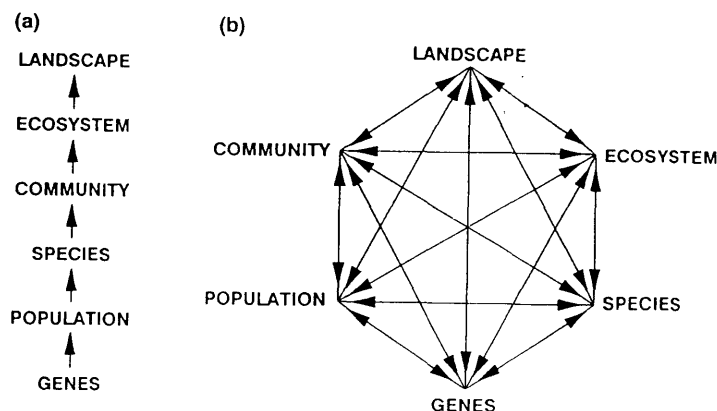 (a)
LANDSCAPE
ECOSYSTEM
COMMUNITY
SPECIES
POPULATION
GENES
(b)
LANDSCAPE
COMMUNITY
ECOSYSTEM
POPULATION
SPECIES
GENES